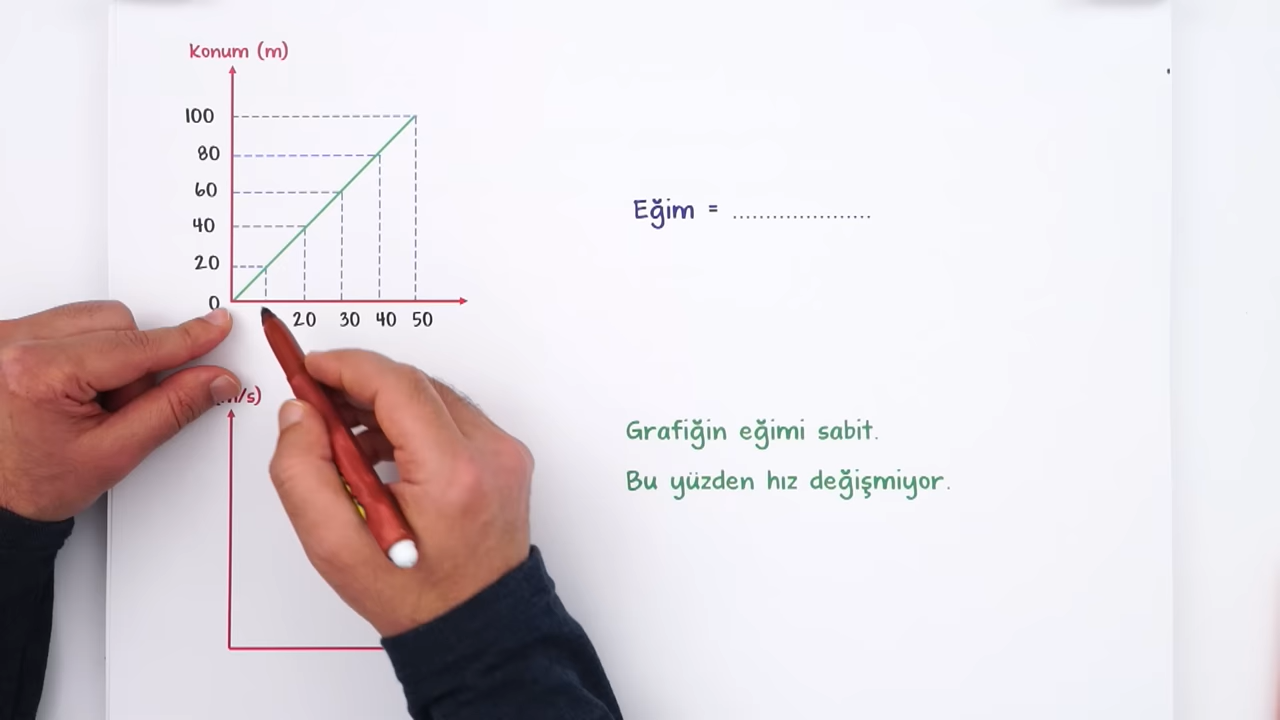 Konum (m)
100
80
60
40
20
0
20 30 40 50
Eğim = .....................
(m/s)
Grafiğin eğimi sabit.
Bu yüzden hız değişmiyor.